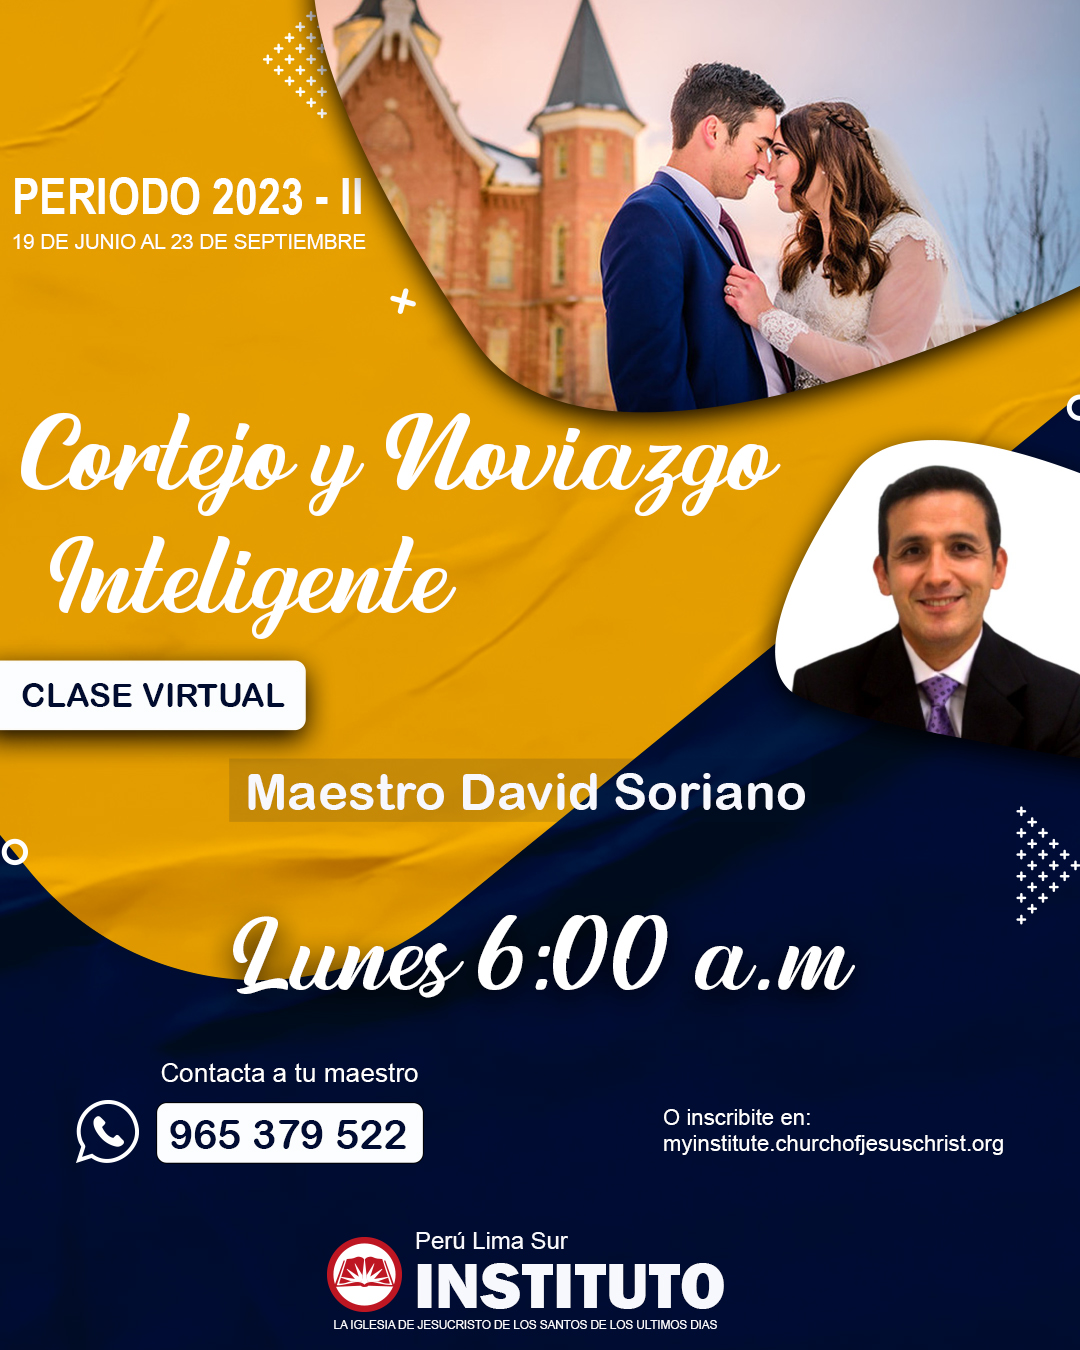 PERIODO 2023 - II
19 DE JUNIO AL 23 DE SEPTIEMBRE
Cortejo y Noviazgo
Inteligente
CLASE VIRTUAL
Maestro David Soriano
Lunes 6:00 a.m
Contacta a tu maestro
965 379 522
O inscribite en:
myinstitute.churchofjesuschrist.org
Perú Lima Sur
INSTITUTO
LA IGLESIA DE JESUCRISTO DE LOS SANTOS DE LOS ULTIMOS DIAS